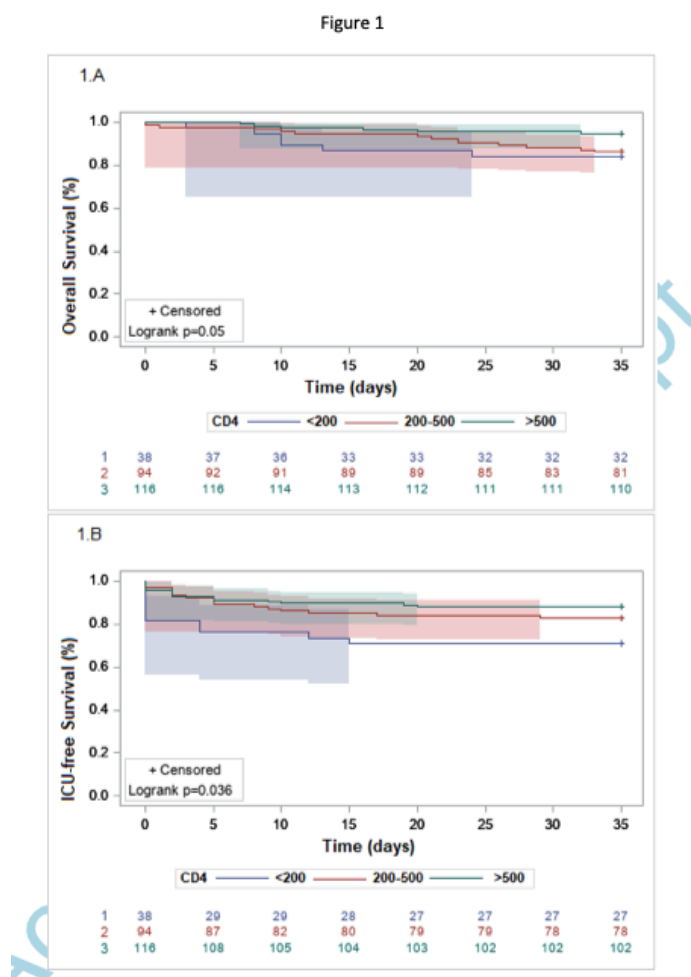 Figure 1
1.A
Overall Survival (%)
1.0
0.8
0.6
0.4
0.2
0.0
+ Censored
Logrank p=0.05
0 5 10 15 20 25 30 35
Time (days)
CD4 <200 200-500 >500
1 38 37 36 33 33 32 32 32
2 94 92 91 89 89 85 83 81
3 116 116 114 113 112 111 111 110
1.B
ICU-free Survival (%)
1.0
0.8
0.6
0.4
0.2
0.0
+ Censored
Logrank p=0.036
0 5 10 15 20 25 30 35
Time (days)
CD4 <200 200-500 >500
1 38 29 29 28 27 27 27 27
2 94 87 82 80 79 79 78 78
3 116 108 105 104 103 102 102 102